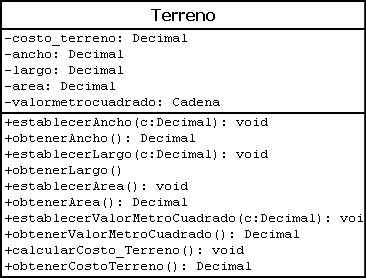 Terreno
-costo_terreno: Decimal
-ancho: Decimal
-largo: Decimal
-area: Decimal
-valormetrocuadrado: Cadena
+establecerAncho(c:Decimal): void
+obtenerAncho(): Decimal
+establecerLargo(c:Decimal): void
+obtenerLargo()
+establecerArea(): void
+obtenerArea(): Decimal
+establecerValorMetroCuadrado(c:Decimal): voi
+obtenerValorMetroCuadrado(): Decimal
+calcularCosto_Terreno(): void
+obtenerCostoTerreno(): Decimal